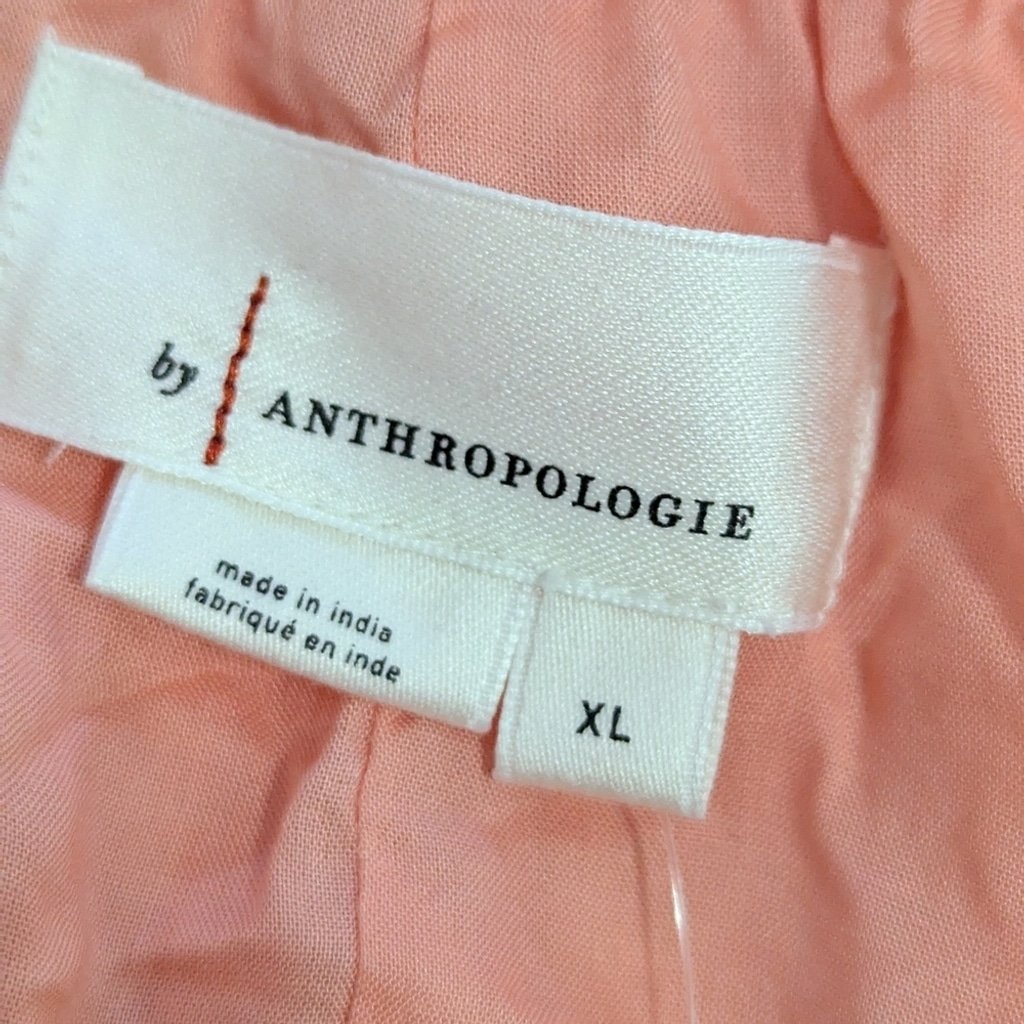 by ANTHROPOLOGIE
made in india
fabriqué en inde
XL